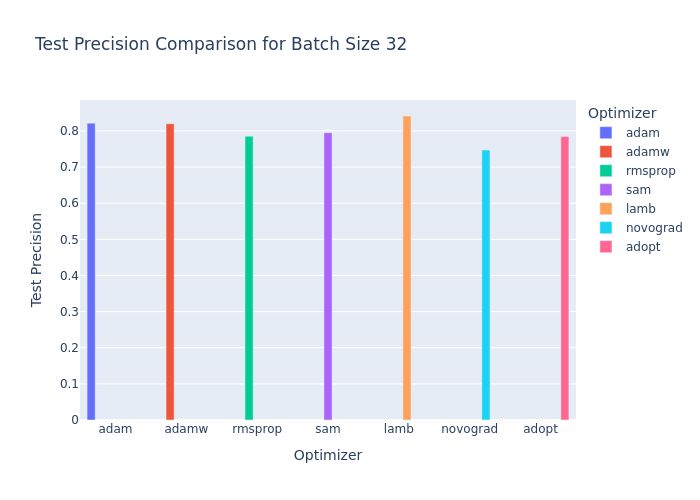 Test Precision Comparison for Batch Size 32
Optimizer
adam
adamw
rmsprop
sam
lamb
novograd
adopt
Test Precision
0.8
0.7
0.6
0.5
0.4
0.3
0.2
0.1
0
adam adamw rmsprop sam lamb novograd adopt
Optimizer